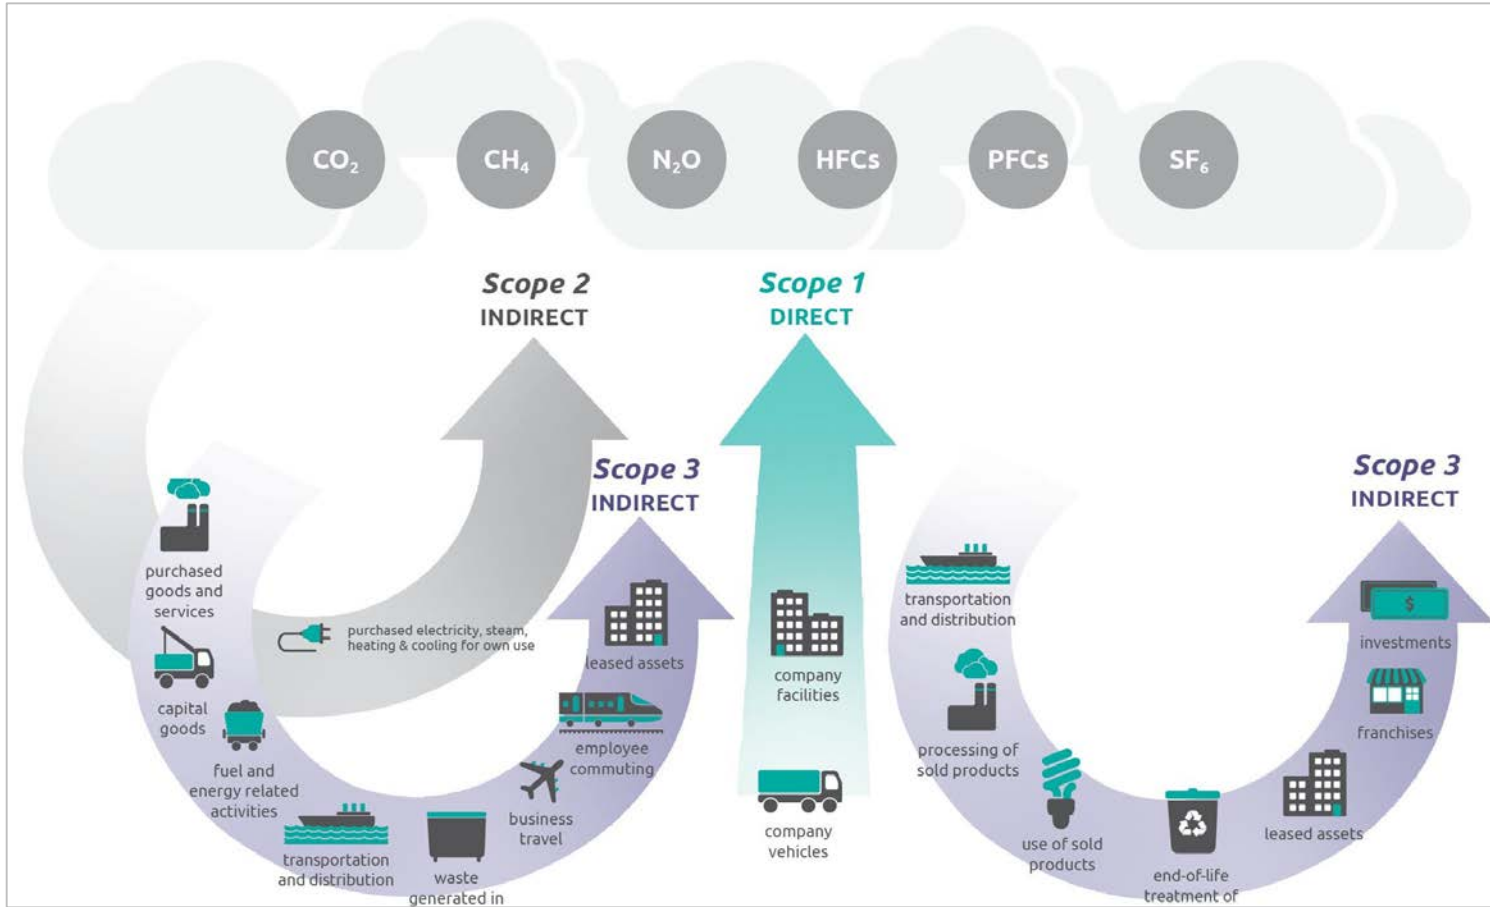 CO₂
CH₄
N₂O
HFCs
PFCs
SF₆
Scope 2
INDIRECT
Scope 1
DIRECT
Scope 3
INDIRECT
Scope 3
INDIRECT
purchased
goods and
services
capital
goods
fuel and
energy related
activities
purchased electricity, steam,
heating & cooling for own use
transportation
and distribution
waste
generated in
business
travel
employee
commuting
leased assets
company
facilities
company
vehicles
transportation
and distribution
processing of
sold products
use of sold
products
end-of-life
treatment of
leased assets
franchises
$
investments